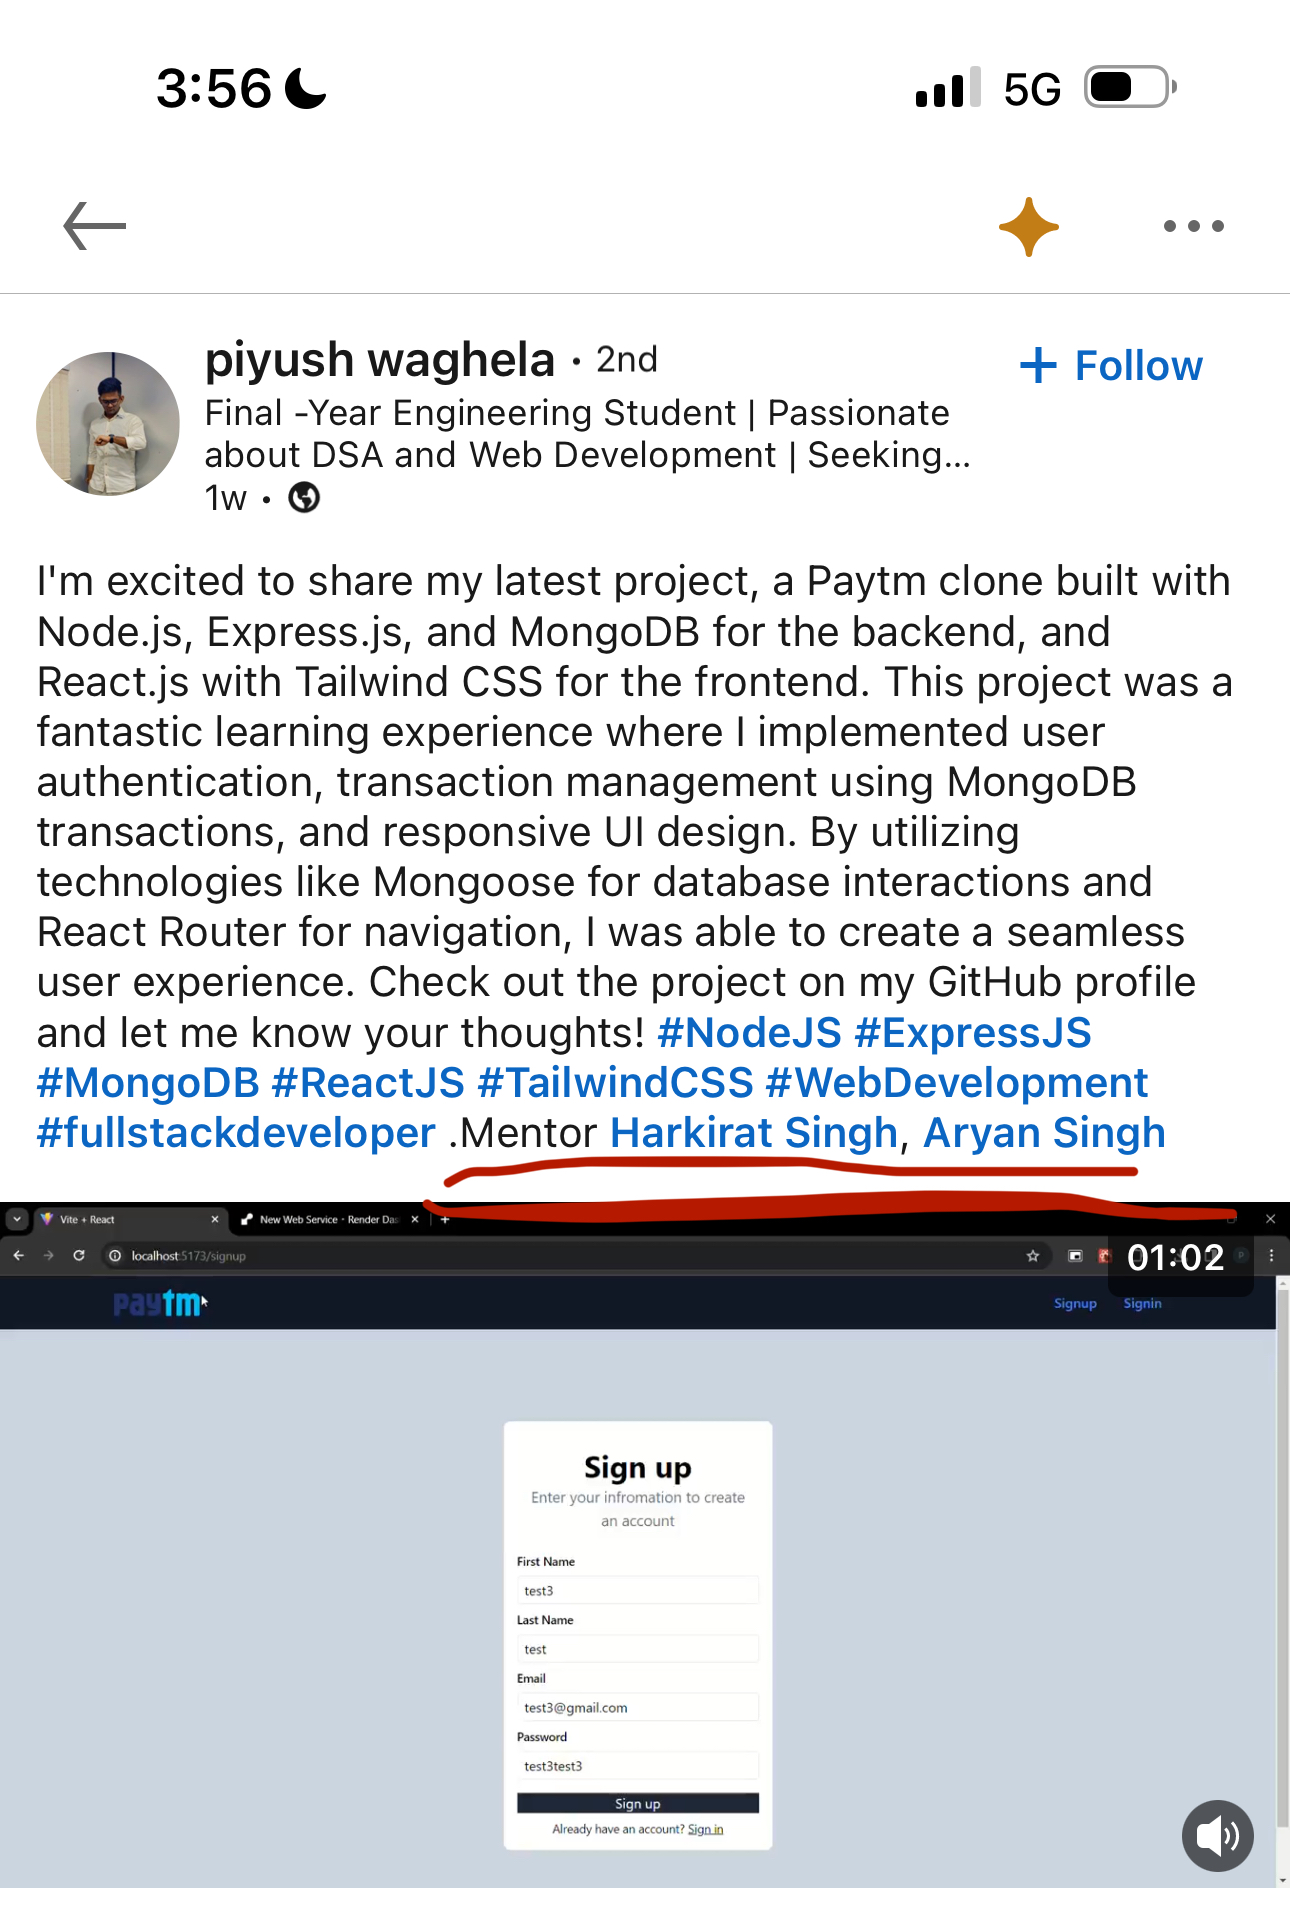 3:56 5G
piyush waghela • 2nd
+ Follow
Final -Year Engineering Student | Passionate
about DSA and Web Development | Seeking...
1w •
I'm excited to share my latest project, a Paytm clone built with
Node.js, Express.js, and MongoDB for the backend, and
React.js with Tailwind CSS for the frontend. This project was a
fantastic learning experience where I implemented user
authentication, transaction management using MongoDB
transactions, and responsive UI design. By utilizing
technologies like Mongoose for database interactions and
React Router for navigation, I was able to create a seamless
user experience. Check out the project on my GitHub profile
and let me know your thoughts! #NodeJS #ExpressJS
#MongoDB #ReactJS #TailwindCSS #WebDevelopment
#fullstackdeveloper .Mentor Harkirat Singh, Aryan Singh
Vite + React New Web Service - Render Das
localhost:5173/signup
01:02
paytm Signup Signin
Sign up
Enter your infromation to create
an account
First Name
test3
Last Name
test
Email
test3@gmail.com
Password
test3test3
Sign up
Already have an account? Sign in